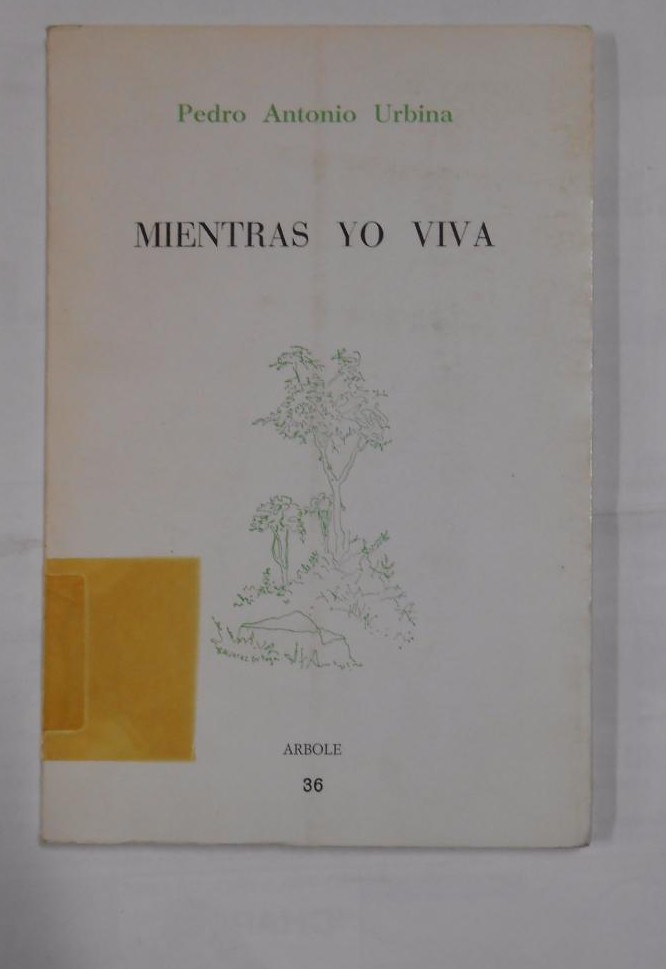 Pedro Antonio Urbina
MIENTRAS YO VIVA
ARBOLE
36